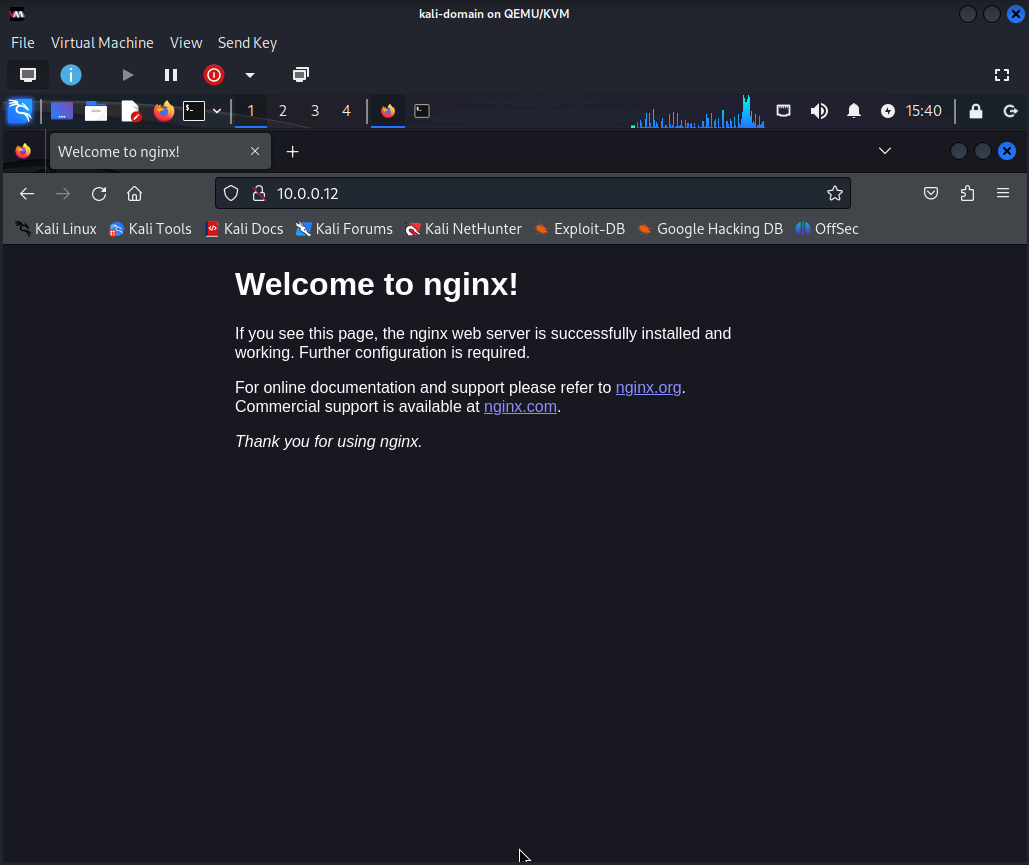 kali-domain on QEMU/KVM
File Virtual Machine View Send Key
1 2 3 4 15:40
Welcome to nginx!
10.0.0.12
Kali Linux Kali Tools Kali Docs Kali Forums Kali NetHunter Exploit-DB Google Hacking DB OffSec
Welcome to nginx!
If you see this page, the nginx web server is successfully installed and
working. Further configuration is required.
For online documentation and support please refer to nginx.org.
Commercial support is available at nginx.com.
Thank you for using nginx.